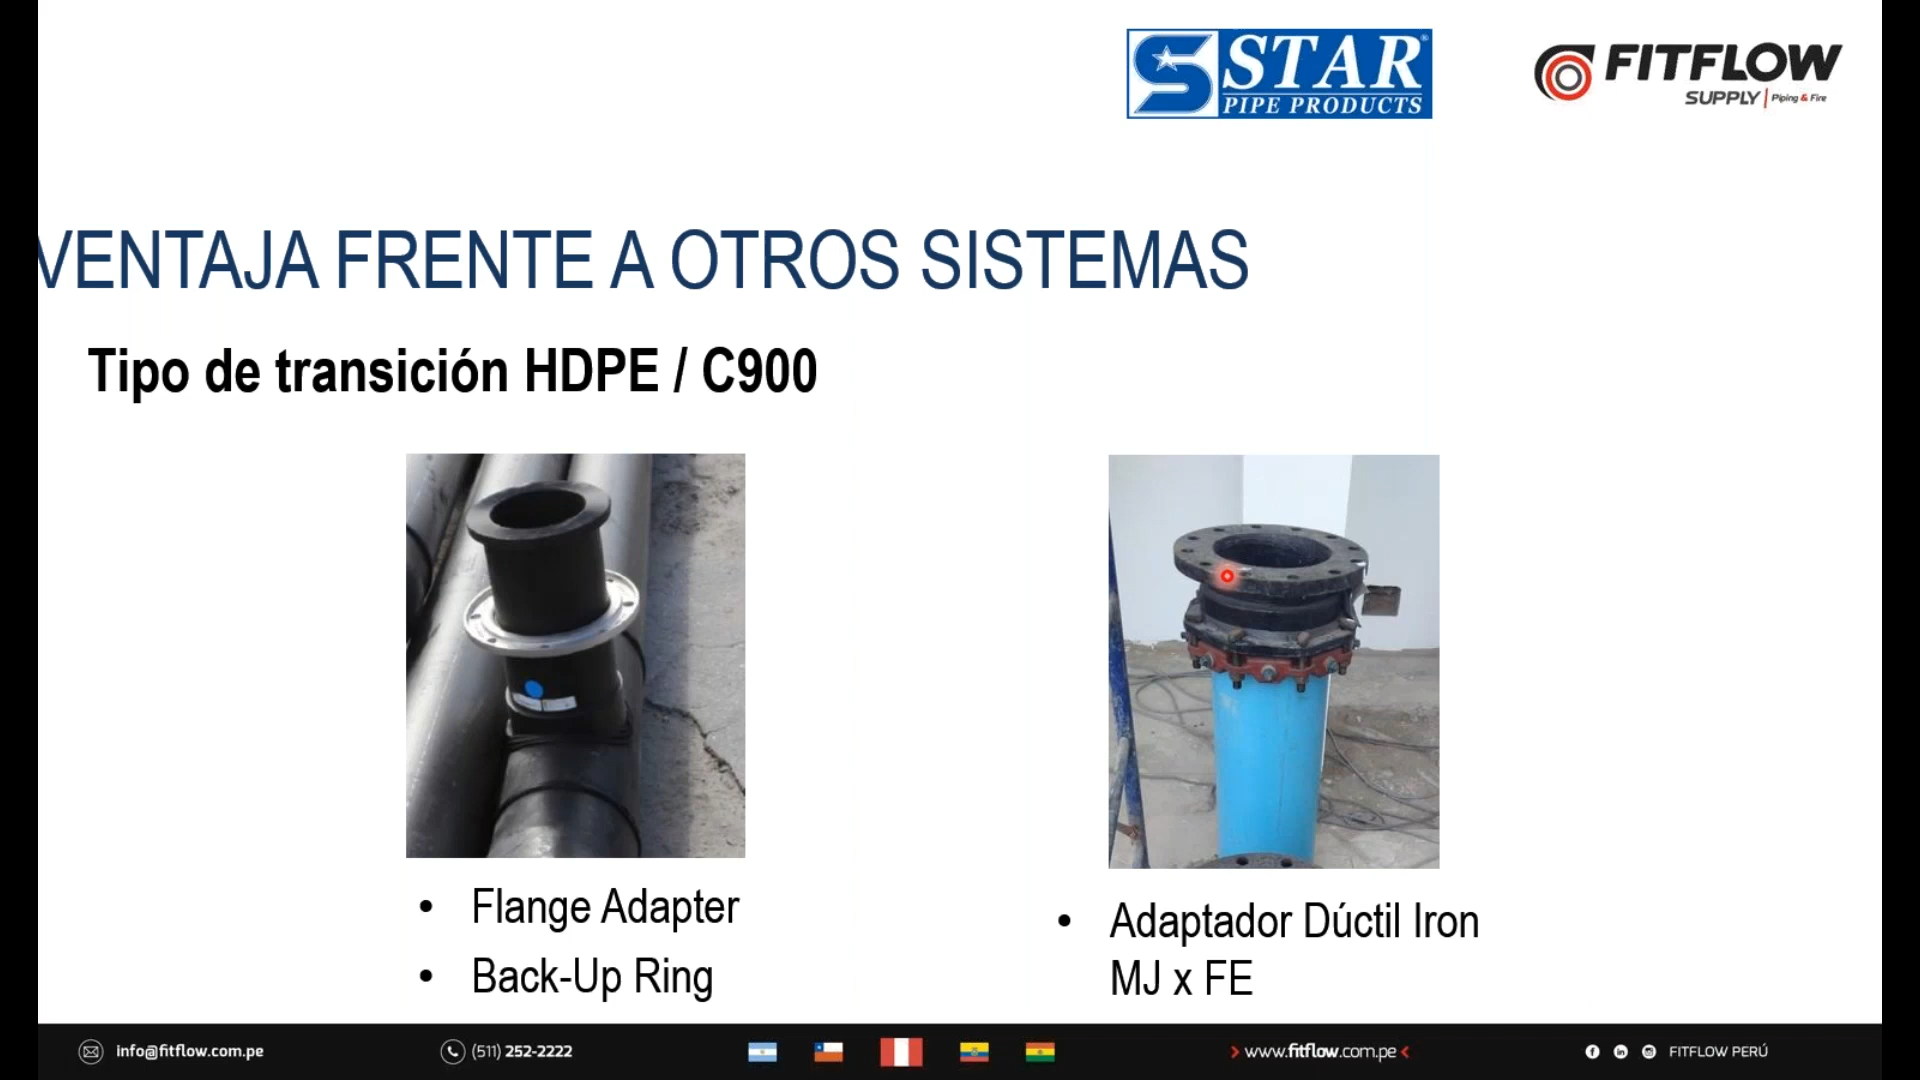 STAR
PIPE PRODUCTS
FITFLOW
SUPPLY | Piping & Fire
VENTAJA FRENTE A OTROS SISTEMAS
Tipo de transición HDPE / C900
• Flange Adapter
• Back-Up Ring
• Adaptador Dúctil Iron
MJ x FE
info@fitflow.com.pe
(511) 252-2222
www.fitflow.com.pe
FITFLOW PERÚ